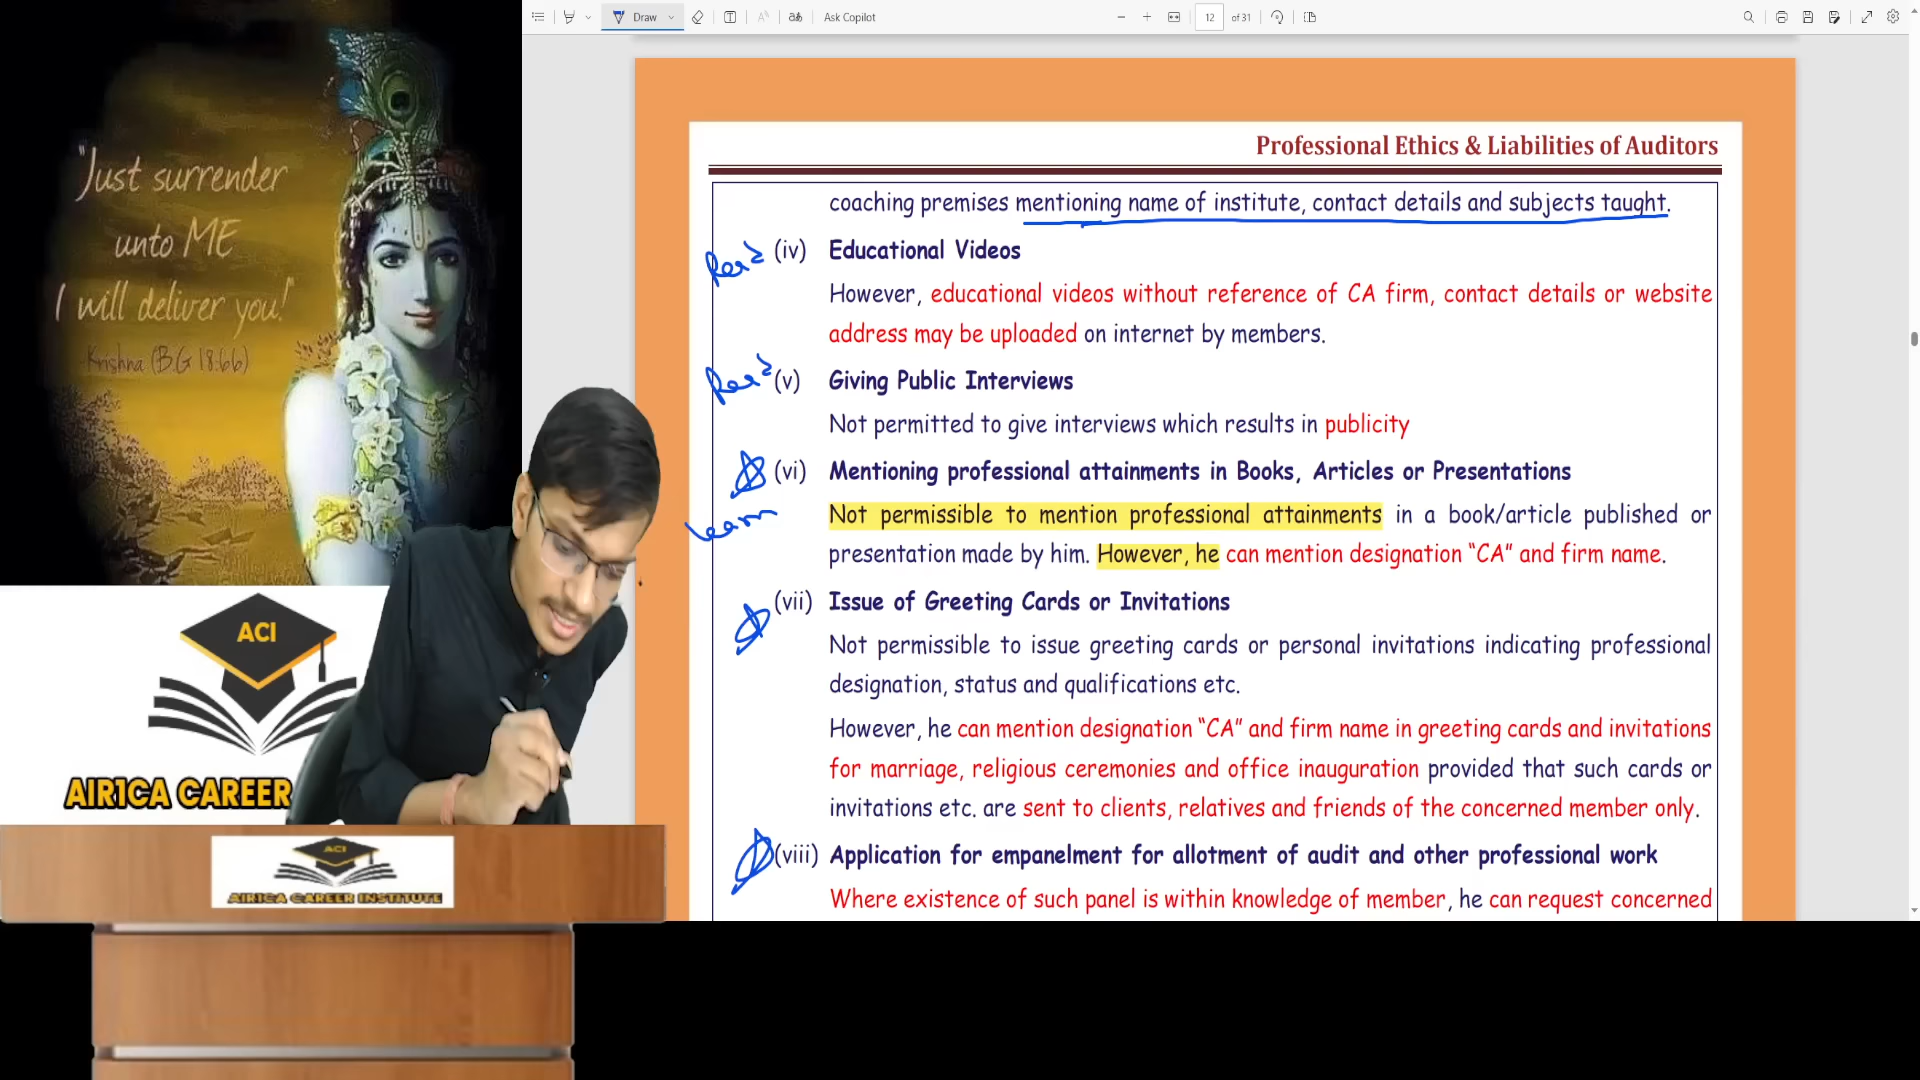 Draw
Ask Copilot
12 of 31
"Just surrender
unto ME
I will deliver you!"
Krishna (B.G 18:66)
ACI
AIR1CA CAREER
ACI
AIR1CA CAREER INSTITUTE
Professional Ethics & Liabilities of Auditors
coaching premises mentioning name of institute, contact details and subjects taught.
(iv) Educational Videos
However, educational videos without reference of CA firm, contact details or website
address may be uploaded on internet by members.
(v) Giving Public Interviews
Not permitted to give interviews which results in publicity
(vi) Mentioning professional attainments in Books, Articles or Presentations
Learn
Not permissible to mention professional attainments in a book/article published or
presentation made by him. However, he can mention designation “CA” and firm name.
(vii) Issue of Greeting Cards or Invitations
Not permissible to issue greeting cards or personal invitations indicating professional
designation, status and qualifications etc.
However, he can mention designation “CA” and firm name in greeting cards and invitations
for marriage, religious ceremonies and office inauguration provided that such cards or
invitations etc. are sent to clients, relatives and friends of the concerned member only.
(viii) Application for empanelment for allotment of audit and other professional work
Where existence of such panel is within knowledge of member, he can request concerned